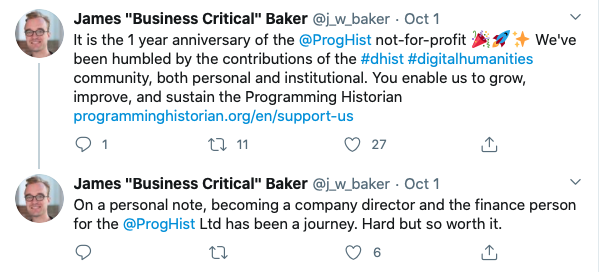 James "Business Critical" Baker @j_w_baker · Oct 1
It is the 1 year anniversary of the @ProgHist not-for-profit 🎉🚀✨ We've
been humbled by the contributions of the #dhist #digitalhumanities
community, both personal and institutional. You enable us to grow,
improve, and sustain the Programming Historian
programminghistorian.org/en/support-us
1 11 27
James "Business Critical" Baker @j_w_baker · Oct 1
On a personal note, becoming a company director and the finance person
for the @ProgHist Ltd has been a journey. Hard but so worth it.
6